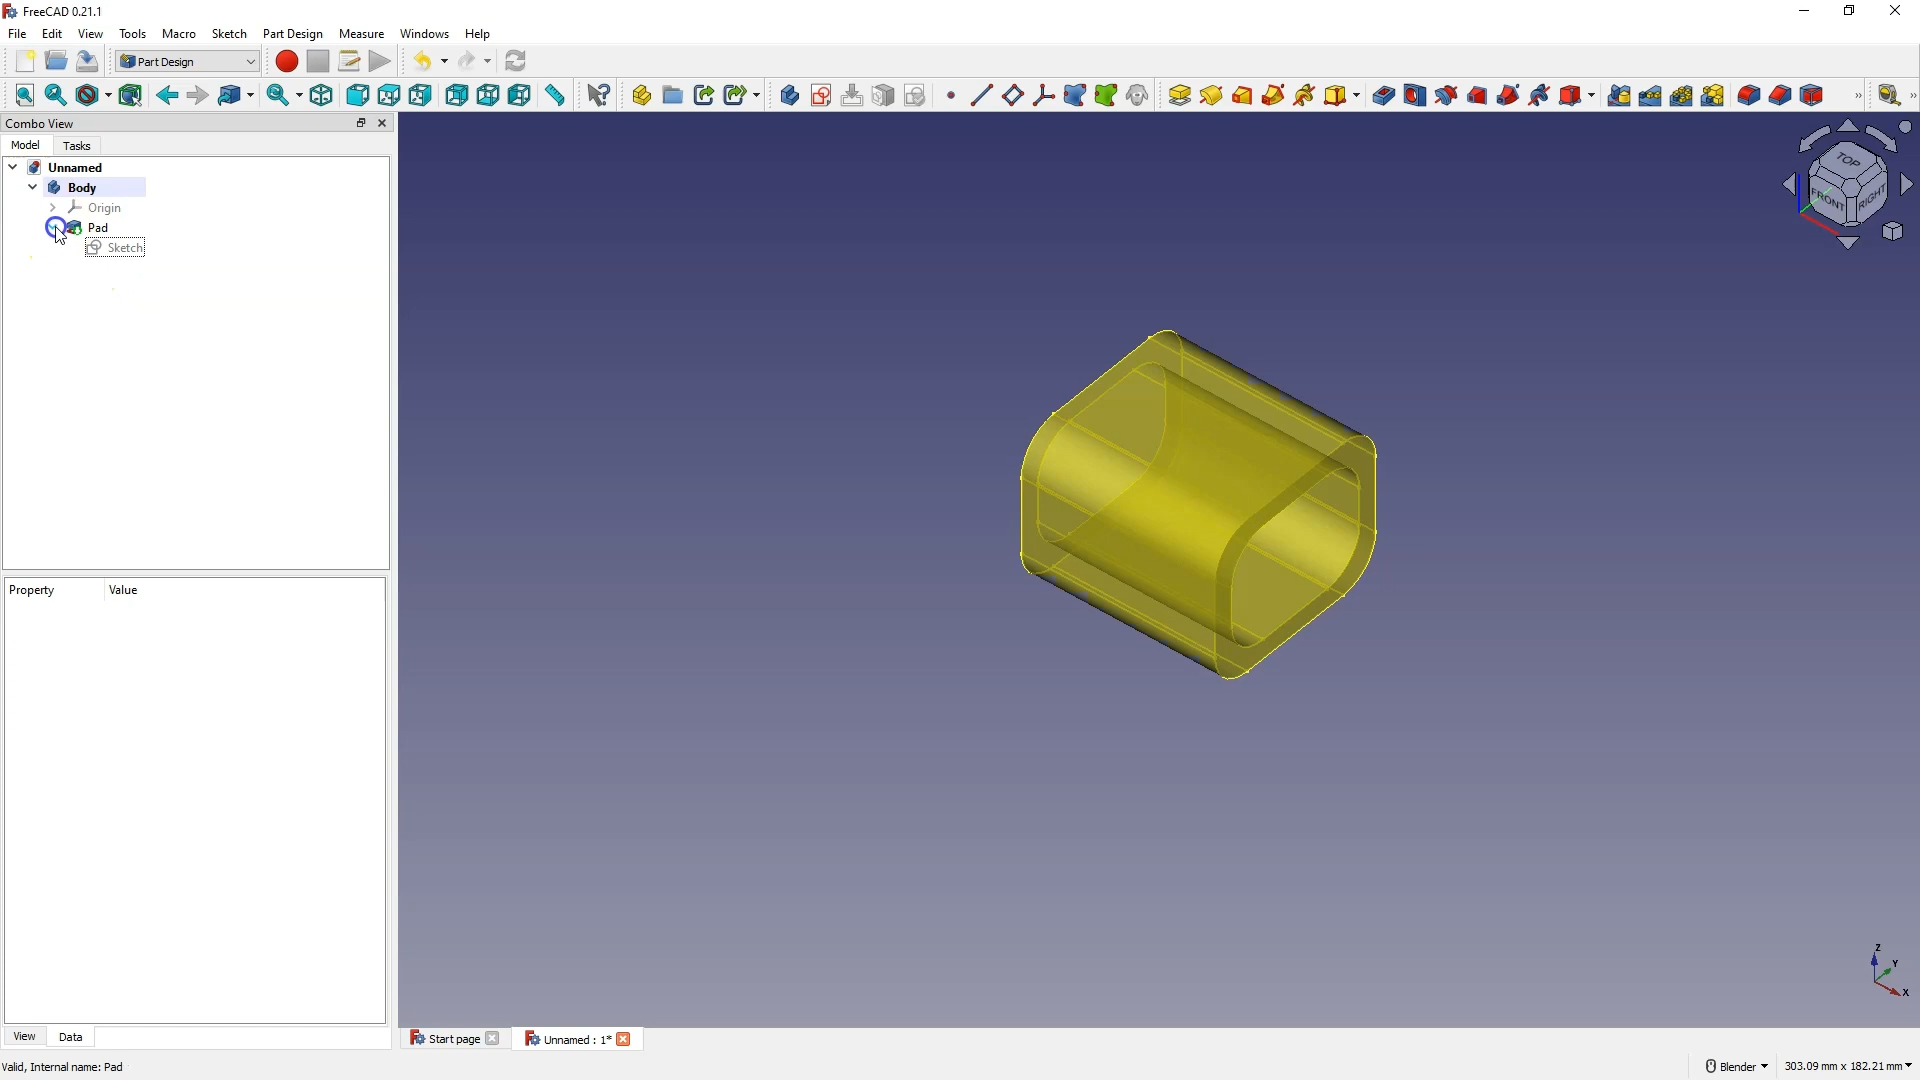 FreeCAD 0.21.1
File Edit View Tools Macro Sketch Part Design Measure Windows Help
Part Design
Combo View
Model Tasks
Unnamed
Body
Origin
Pad
Sketch
TOP
FRONT RIGHT
Property Value
Z
Y
X
View Data
Start page Unnamed : 1*
Valid, Internal name: Pad
Blender 303.09 mm x 182.21 mm